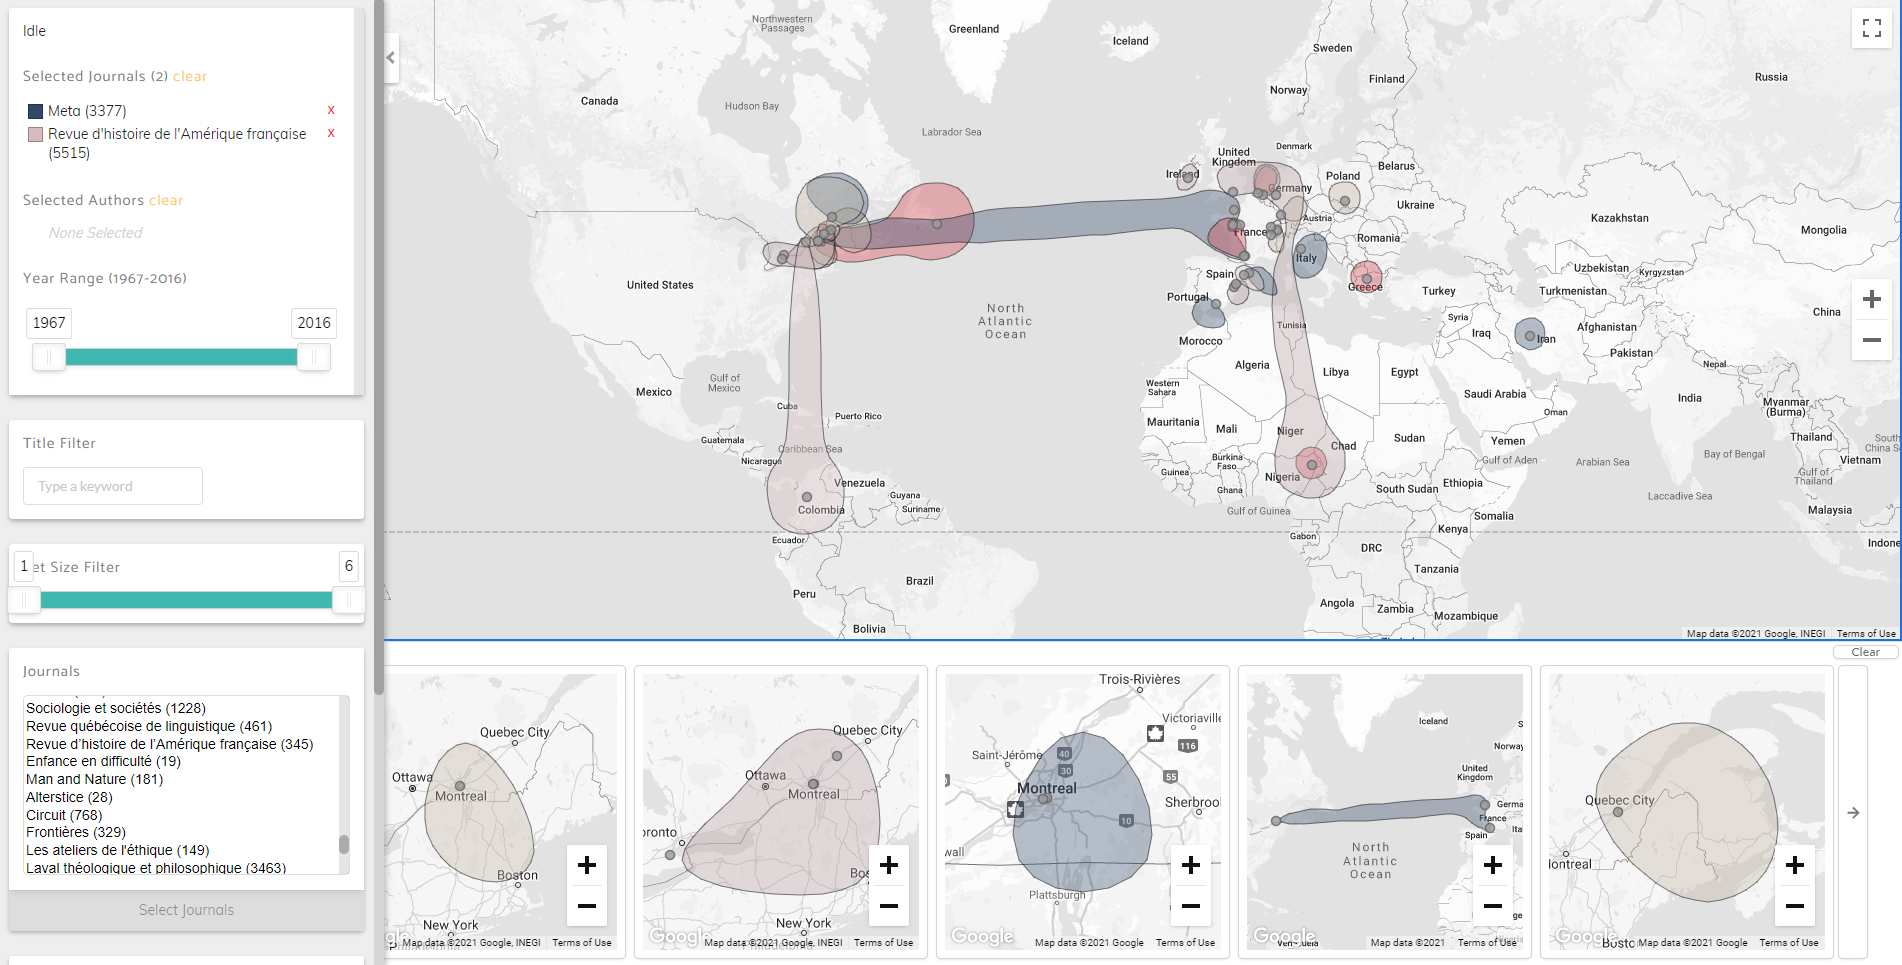 Idle
Selected Journals (2) clear
Meta (3377) x
Revue d'histoire de l'Amérique française x
(5515)
Selected Authors clear
None Selected
Year Range (1967-2016)
1967 2016
Title Filter
Type a keyword
1 et Size Filter 6
Journals
Sociologie et sociétés (1228)
Revue québécoise de linguistique (461)
Revue d'histoire de l'Amérique française (345)
Enfance en difficulté (19)
Man and Nature (181)
Alterstice (28)
Circuit (768)
Frontières (329)
Les ateliers de l'éthique (149)
Laval théologique et philosophique (3463)
Select Journals
Northwestern
Passages
Greenland
Iceland
Sweden
Finland
Norway
Russia
Canada
Hudson Bay
Labrador Sea
United
Kingdom
Denmark
Ireland
Belarus
Poland
Germany
Ukraine
Austria
France
Romania
Kazakhstan
Mongolia
Italy
Spain
Portugal
Greece
Turkey
Uzbekistan
Kyrgyzstan
Turkmenistan
United States
North
Atlantic
Ocean
Tunisia
Syria
Iraq
Iran
Afghanistan
China
Morocco
Pakistan
Algeria
Libya
Egypt
Nepal
Gulf of
Mexico
Mexico
Western
Sahara
Saudi Arabia
India
Oman
Myanmar
(Burma)
Cuba
Puerto Rico
Mauritania
Mali
Niger
Chad
Sudan
Yemen
Thailand
South
China S
Vietnam
Guatemala
Caribbean Sea
Nicaragua
Burkina
Faso
Guinea
Gulf of Aden
Arabian Sea
Bay of Bengal
Gulf of
Thailand
Venezuela
Guyana
Suriname
Colombia
Ghana
Nigeria
South Sudan
Ethiopia
Laccadive Sea
Gulf of Guinea
Somalia
Malaysia
Ecuador
Gabon
Kenya
DRC
Indone
Tanzania
Brazil
Peru
Angola
Zambia
Mozambique
Bolivia
Map data ©2021 Google, INEGI Terms of Use
Clear
Quebec City
Ottawa
Montreal
Boston
New York
Map data ©2021 Google, INEGI Terms of Use
Quebec City
Ottawa
Montreal
oronto
Bos
New York
Google
Map data ©2021 Google, INEGI Terms of Use
Trois-Rivières
Victoriaville
116
Saint-Jérôme
40
30
55
Montreal
Sherbrool
10
wall
Plattsburgh
Google
Map data ©2021 Google Terms of Use
Iceland
Norway
United
Kingdom
Germa
France
Spain
Ita
North
Atlantic
Ocean
Google
Map data ©2021 Terms of Use
Quebec City
lontreal
Google
Map data ©2021 Google Terms of Use